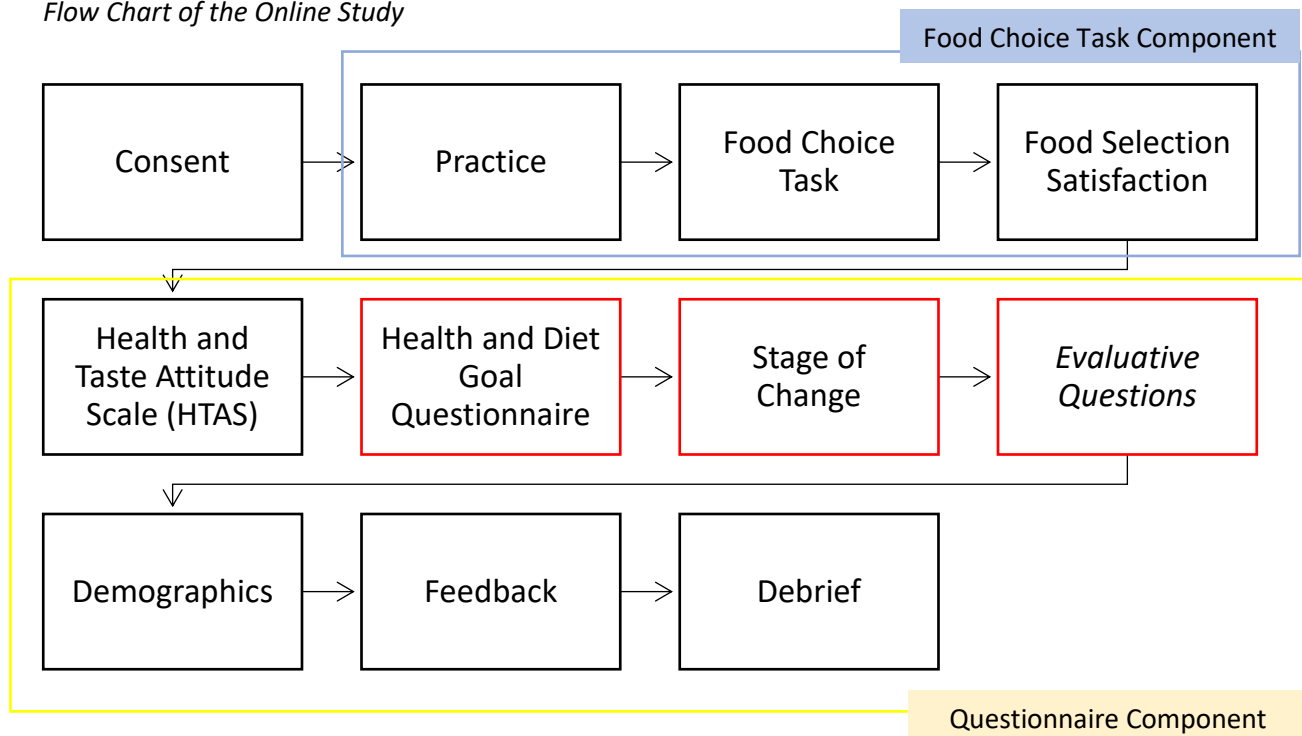 Flow Chart of the Online Study
Food Choice Task Component
Consent
Practice
Food Choice
Task
Food Selection
Satisfaction
Health and
Taste Attitude
Scale (HTAS)
Health and Diet
Goal
Questionnaire
Stage of
Change
Evaluative
Questions
Demographics
Feedback
Debrief
Questionnaire Component